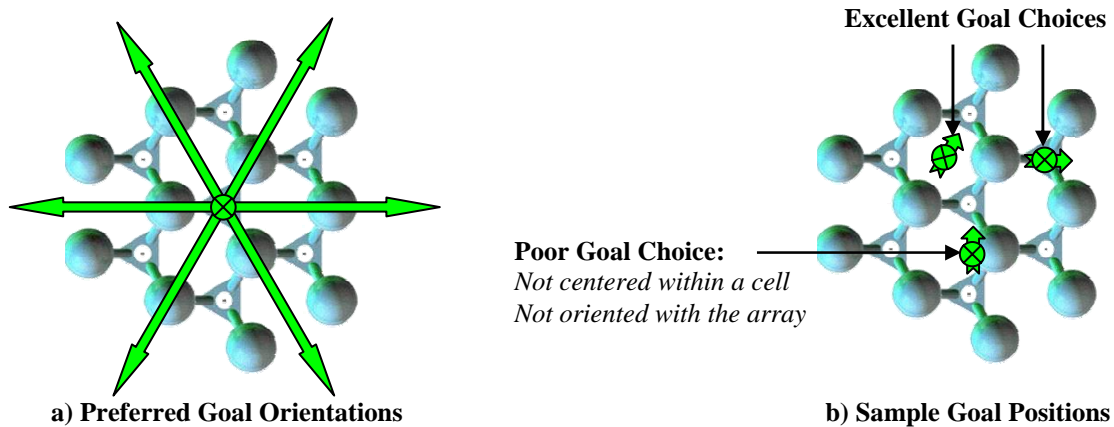 Excellent Goal Choices
Poor Goal Choice:
Not centered within a cell
Not oriented with the array
a) Preferred Goal Orientations
b) Sample Goal Positions